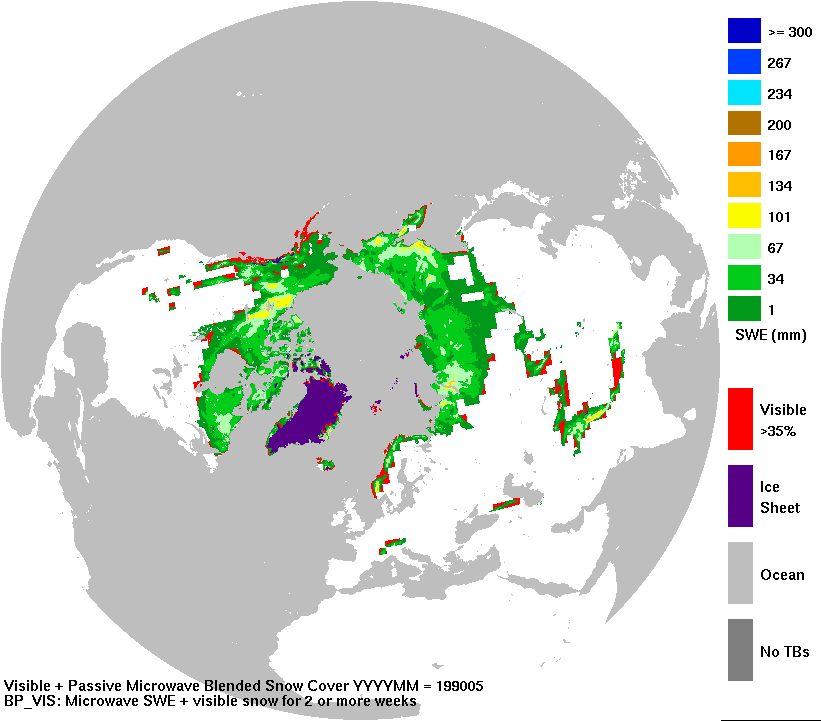 >= 300
267
234
200
167
134
101
67
34
1
SWE (mm)
Visible
>35%
Ice
Sheet
Ocean
No TBs
Visible + Passive Microwave Blended Snow Cover YYYYMM = 199005
BP_VIS: Microwave SWE + visible snow for 2 or more weeks